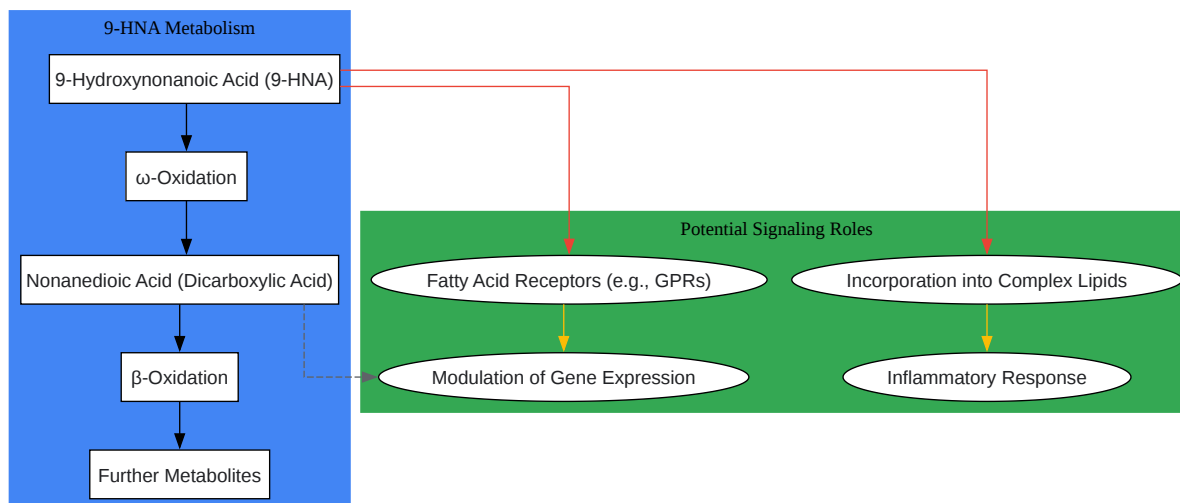 9-HNA Metabolism
9-Hydroxynonanoic Acid (9-HNA)
ω-Oxidation
Nonanedioic Acid (Dicarboxylic Acid)
β-Oxidation
Further Metabolites
Potential Signaling Roles
Fatty Acid Receptors (e.g., GPRs)
Incorporation into Complex Lipids
Modulation of Gene Expression
Inflammatory Response